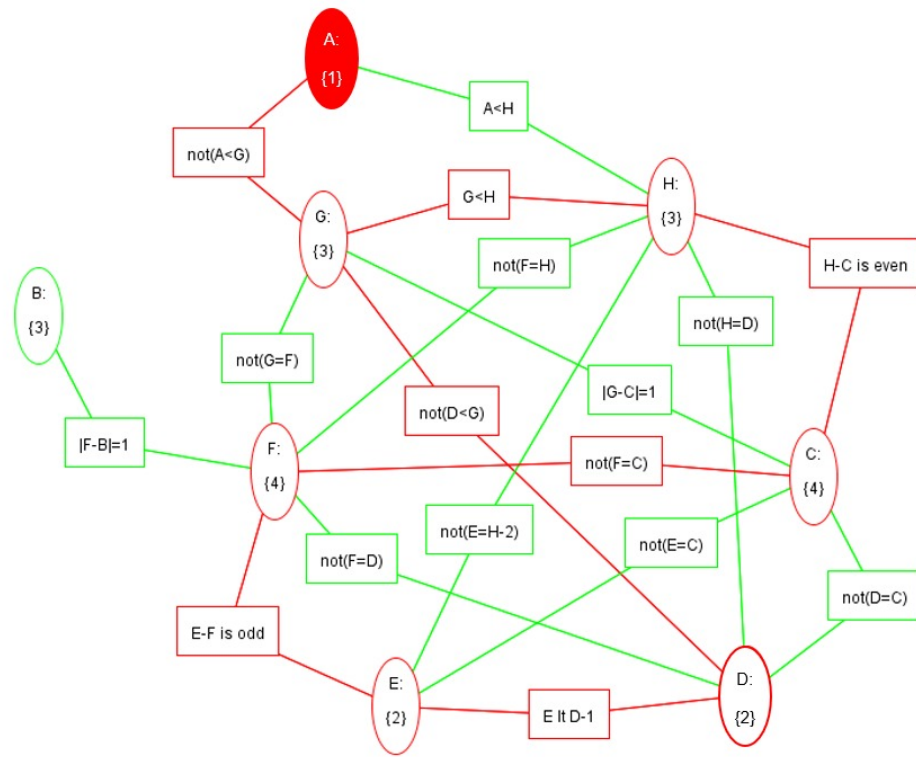 A:
{1}
A<H
not(A<G)
G<H
H:
{3}
G:
{3}
not(F=H)
H-C is even
B:
{3}
not(H=D)
not(G=F)
|G-C|=1
not(D<G)
|F-B|=1
F:
{4}
not(F=C)
C:
{4}
not(E=H-2)
not(E=C)
not(F=D)
not(D=C)
E-F is odd
E:
{2}
E lt D-1
D:
{2}